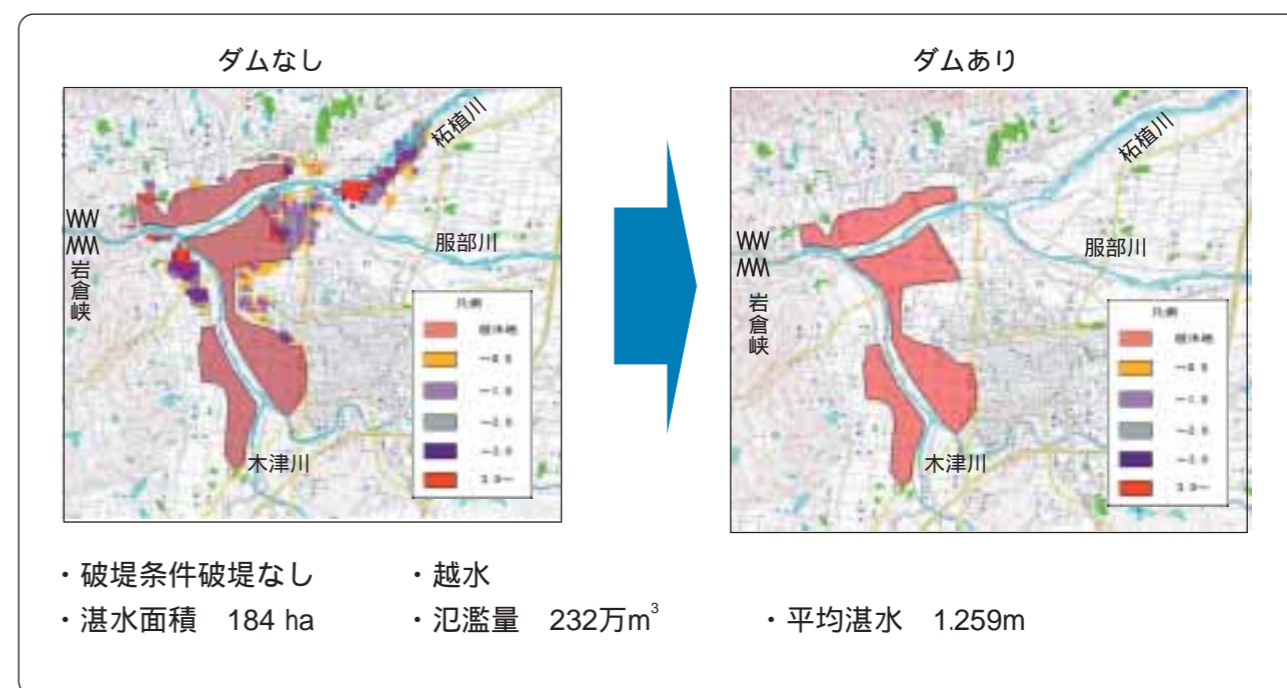 ダムなし
ダムあり
柘植川
服部川
岩倉峡
木津川
凡例
柘植川
服部川
岩倉峡
木津川
凡例
・破堤条件破堤なし ・越水
・湛水面積 184 ha ・氾濫量 232万m³ ・平均湛水 1.259m